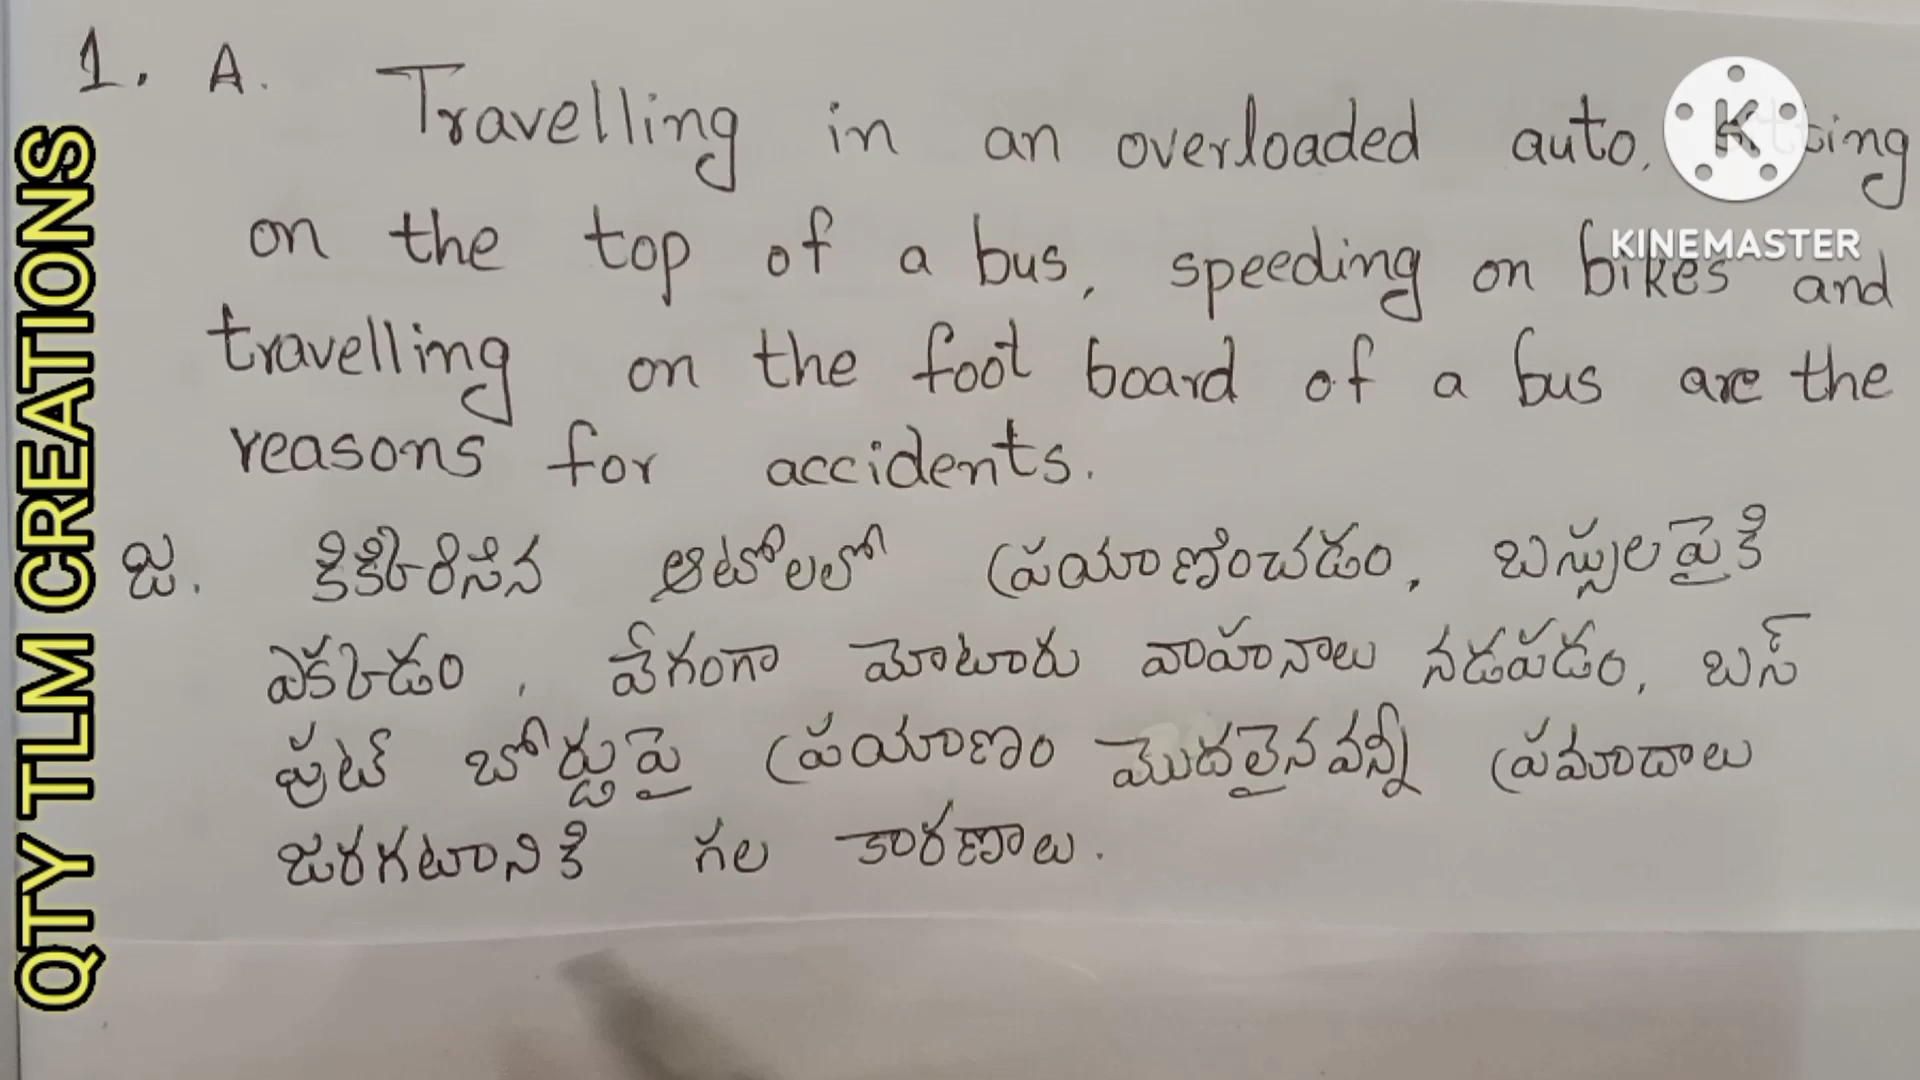 1. A. Travelling in an overloaded auto,
on the top of a bus, speeding on bikes and
travelling on the foot board of a bus are the
reasons for accidents.
జ. కిక్కిరిసిన ఆటోలలో ప్రయాణించడం, బస్సులపైకి
ఎక్కడం, వేగంగా మోటారు వాహనాలు నడపడం, బస్
ఫుట్ బోర్డుపై ప్రయాణం మొదలైనవన్నీ ప్రమాదాలు
జరగటానికి గల కారణాలు.
QTY TLM CREATIONS
K
KINEMASTER